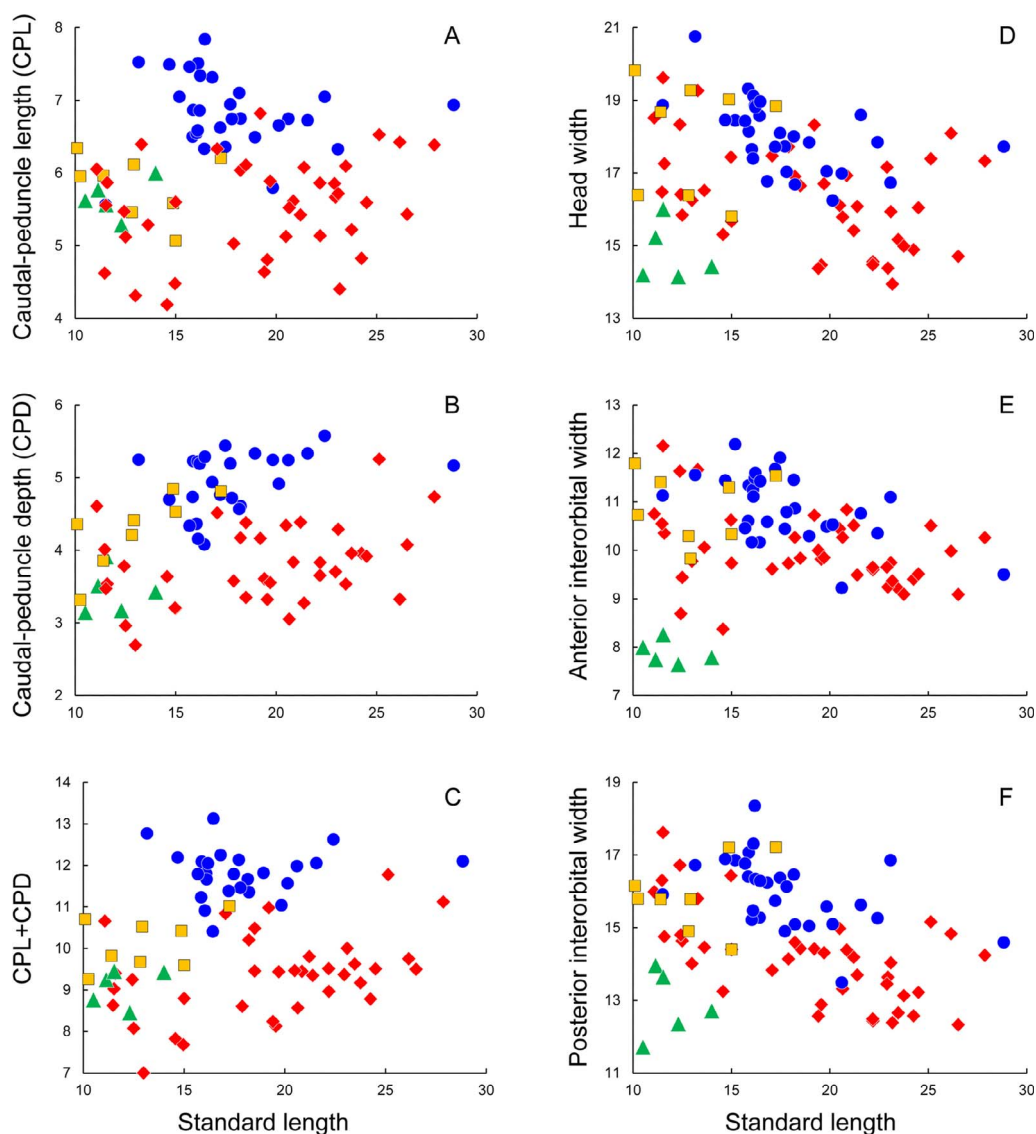 A
Caudal-peduncle length (CPL)
8
7
6
5
4
10 15 20 25 30
D
Head width
21
19
17
15
13
10 15 20 25 30
B
Caudal-peduncle depth (CPD)
6
5
4
3
2
10 15 20 25 30
E
Anterior interorbital width
13
12
11
10
9
8
7
10 15 20 25 30
C
CPL+CPD
14
13
12
11
10
9
8
7
10 15 20 25 30
Standard length
F
Posterior interorbital width
19
17
15
13
11
10 15 20 25 30
Standard length